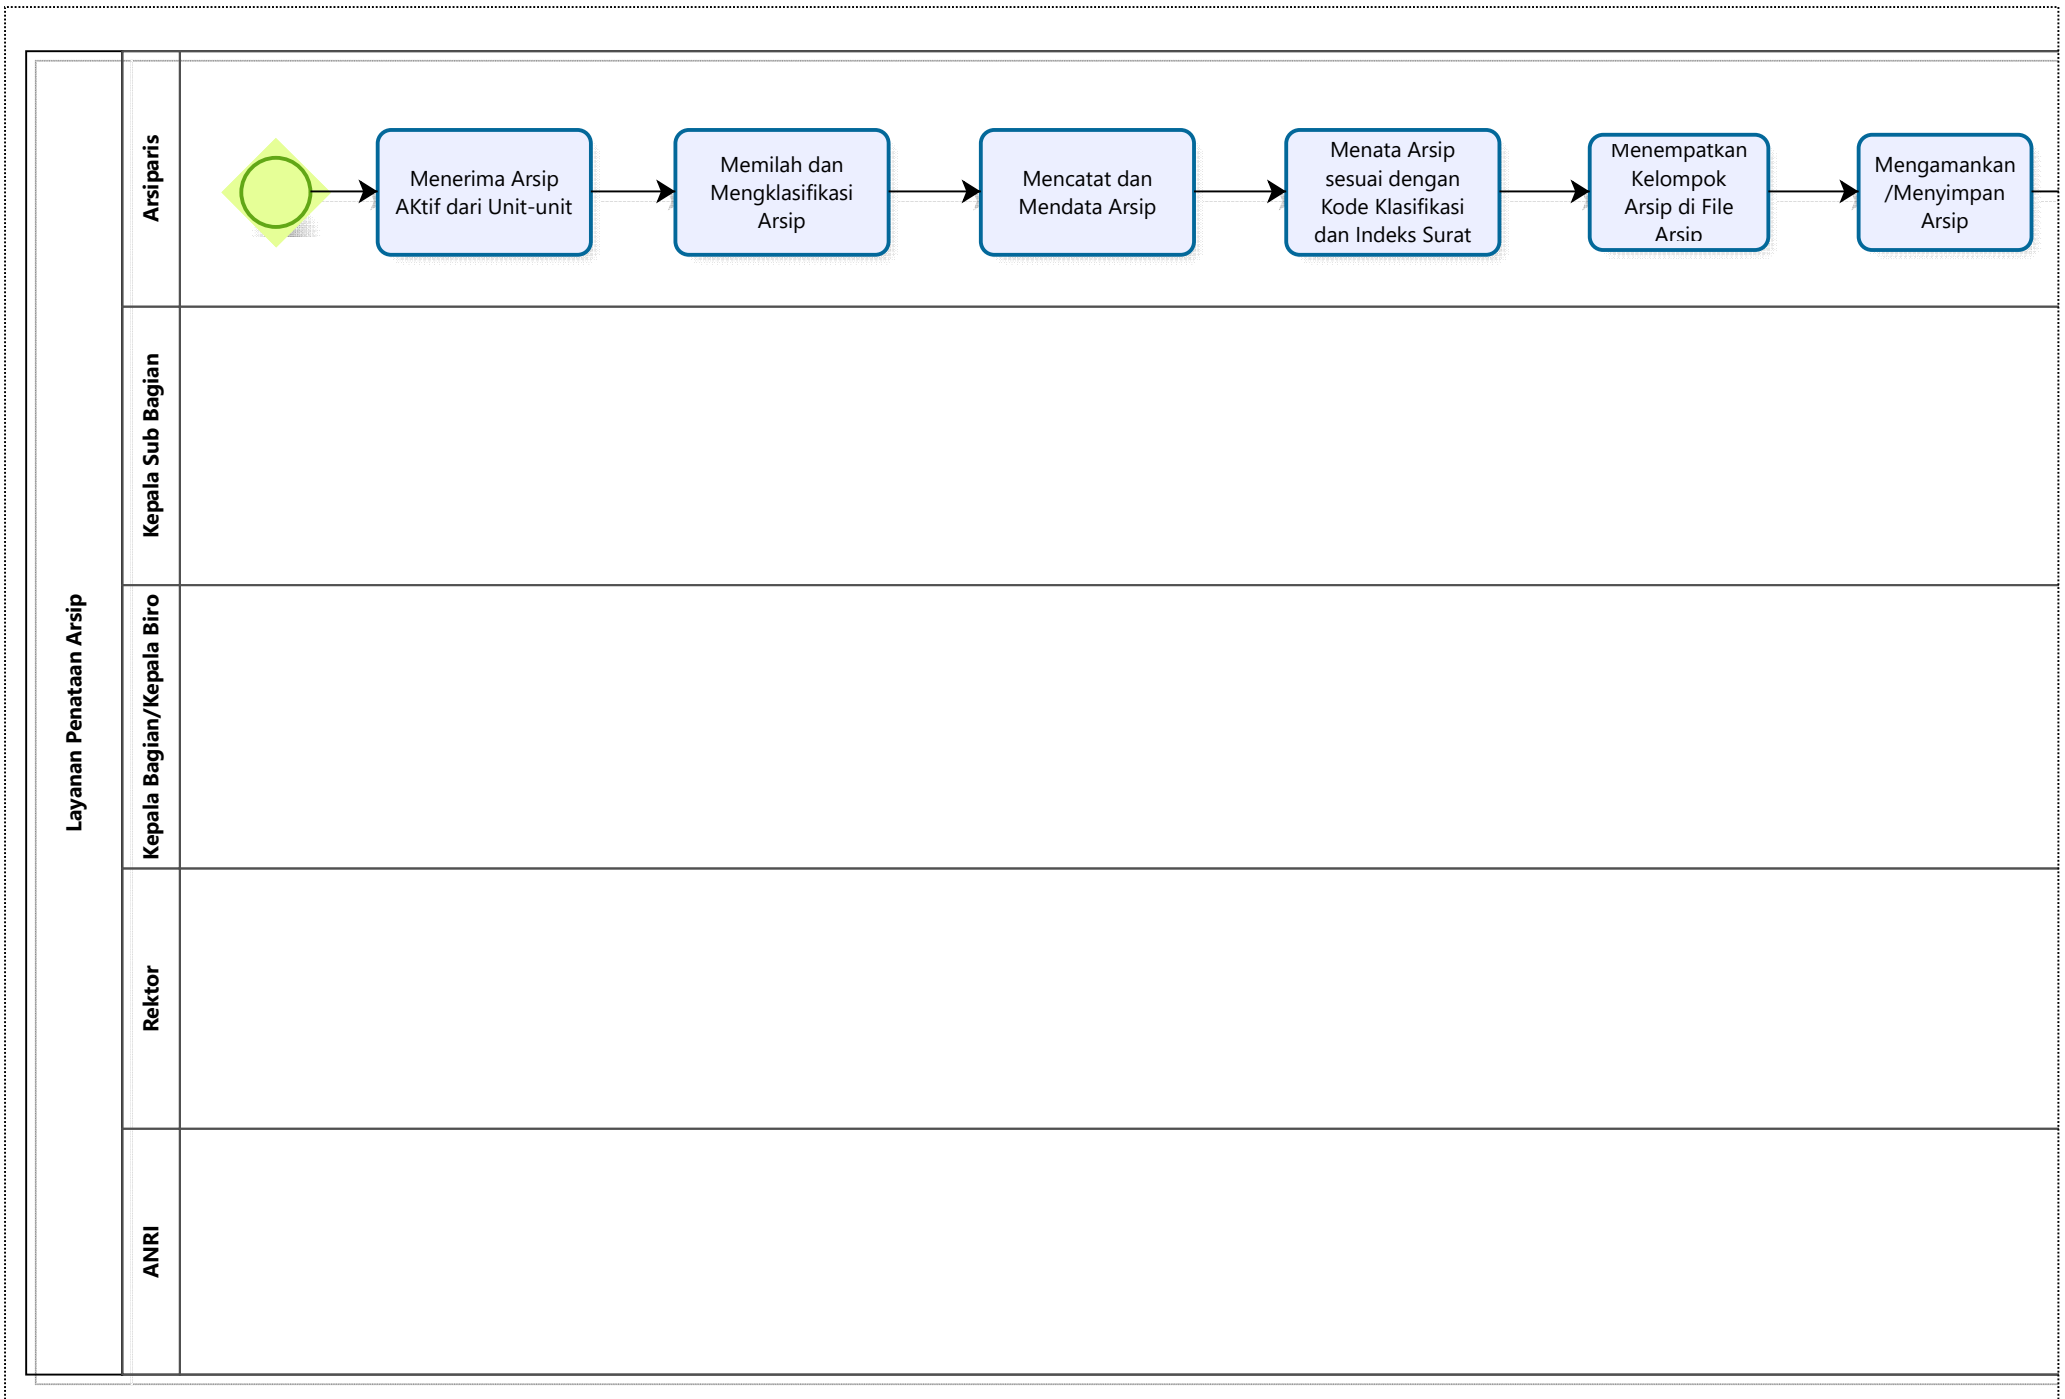 Layanan Penataan Arsip
Arsiparis
Menerima Arsip
AKtif dari Unit-unit
Memilah dan
Mengklasifikasi
Arsip
Mencatat dan
Mendata Arsip
Menata Arsip
sesuai dengan
Kode Klasifikasi
dan Indeks Surat
Menempatkan
Kelompok
Arsip di File
Arsip
Mengamankan
/Menyimpan
Arsip
Kepala Sub Bagian
Kepala Bagian/Kepala Biro
Rektor
ANRI